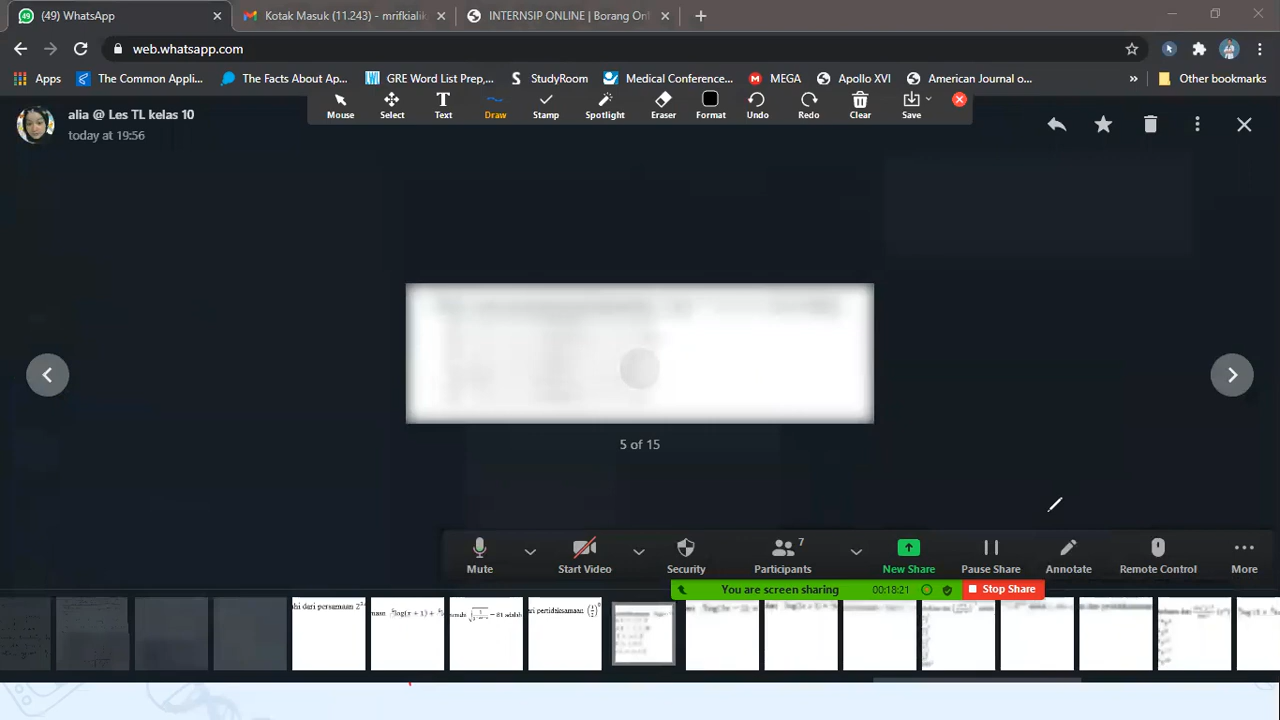 (49) WhatsApp
Kotak Masuk (11.243) - mrifkialik
INTERNSIP ONLINE | Borang Onl
web.whatsapp.com
Apps
The Common Appli...
The Facts About Ap...
GRE Word List Prep,...
StudyRoom
Medical Conference...
MEGA
Apollo XVI
American Journal o...
Other bookmarks
Mouse
Select
Text
Draw
Stamp
Spotlight
Eraser
Format
Undo
Redo
Clear
Save
alia @ Les TL kelas 10
today at 19:56
5 of 15
Mute
Start Video
Security
7
Participants
New Share
Pause Share
Annotate
Remote Control
More
You are screen sharing
00:18:21
Stop Share